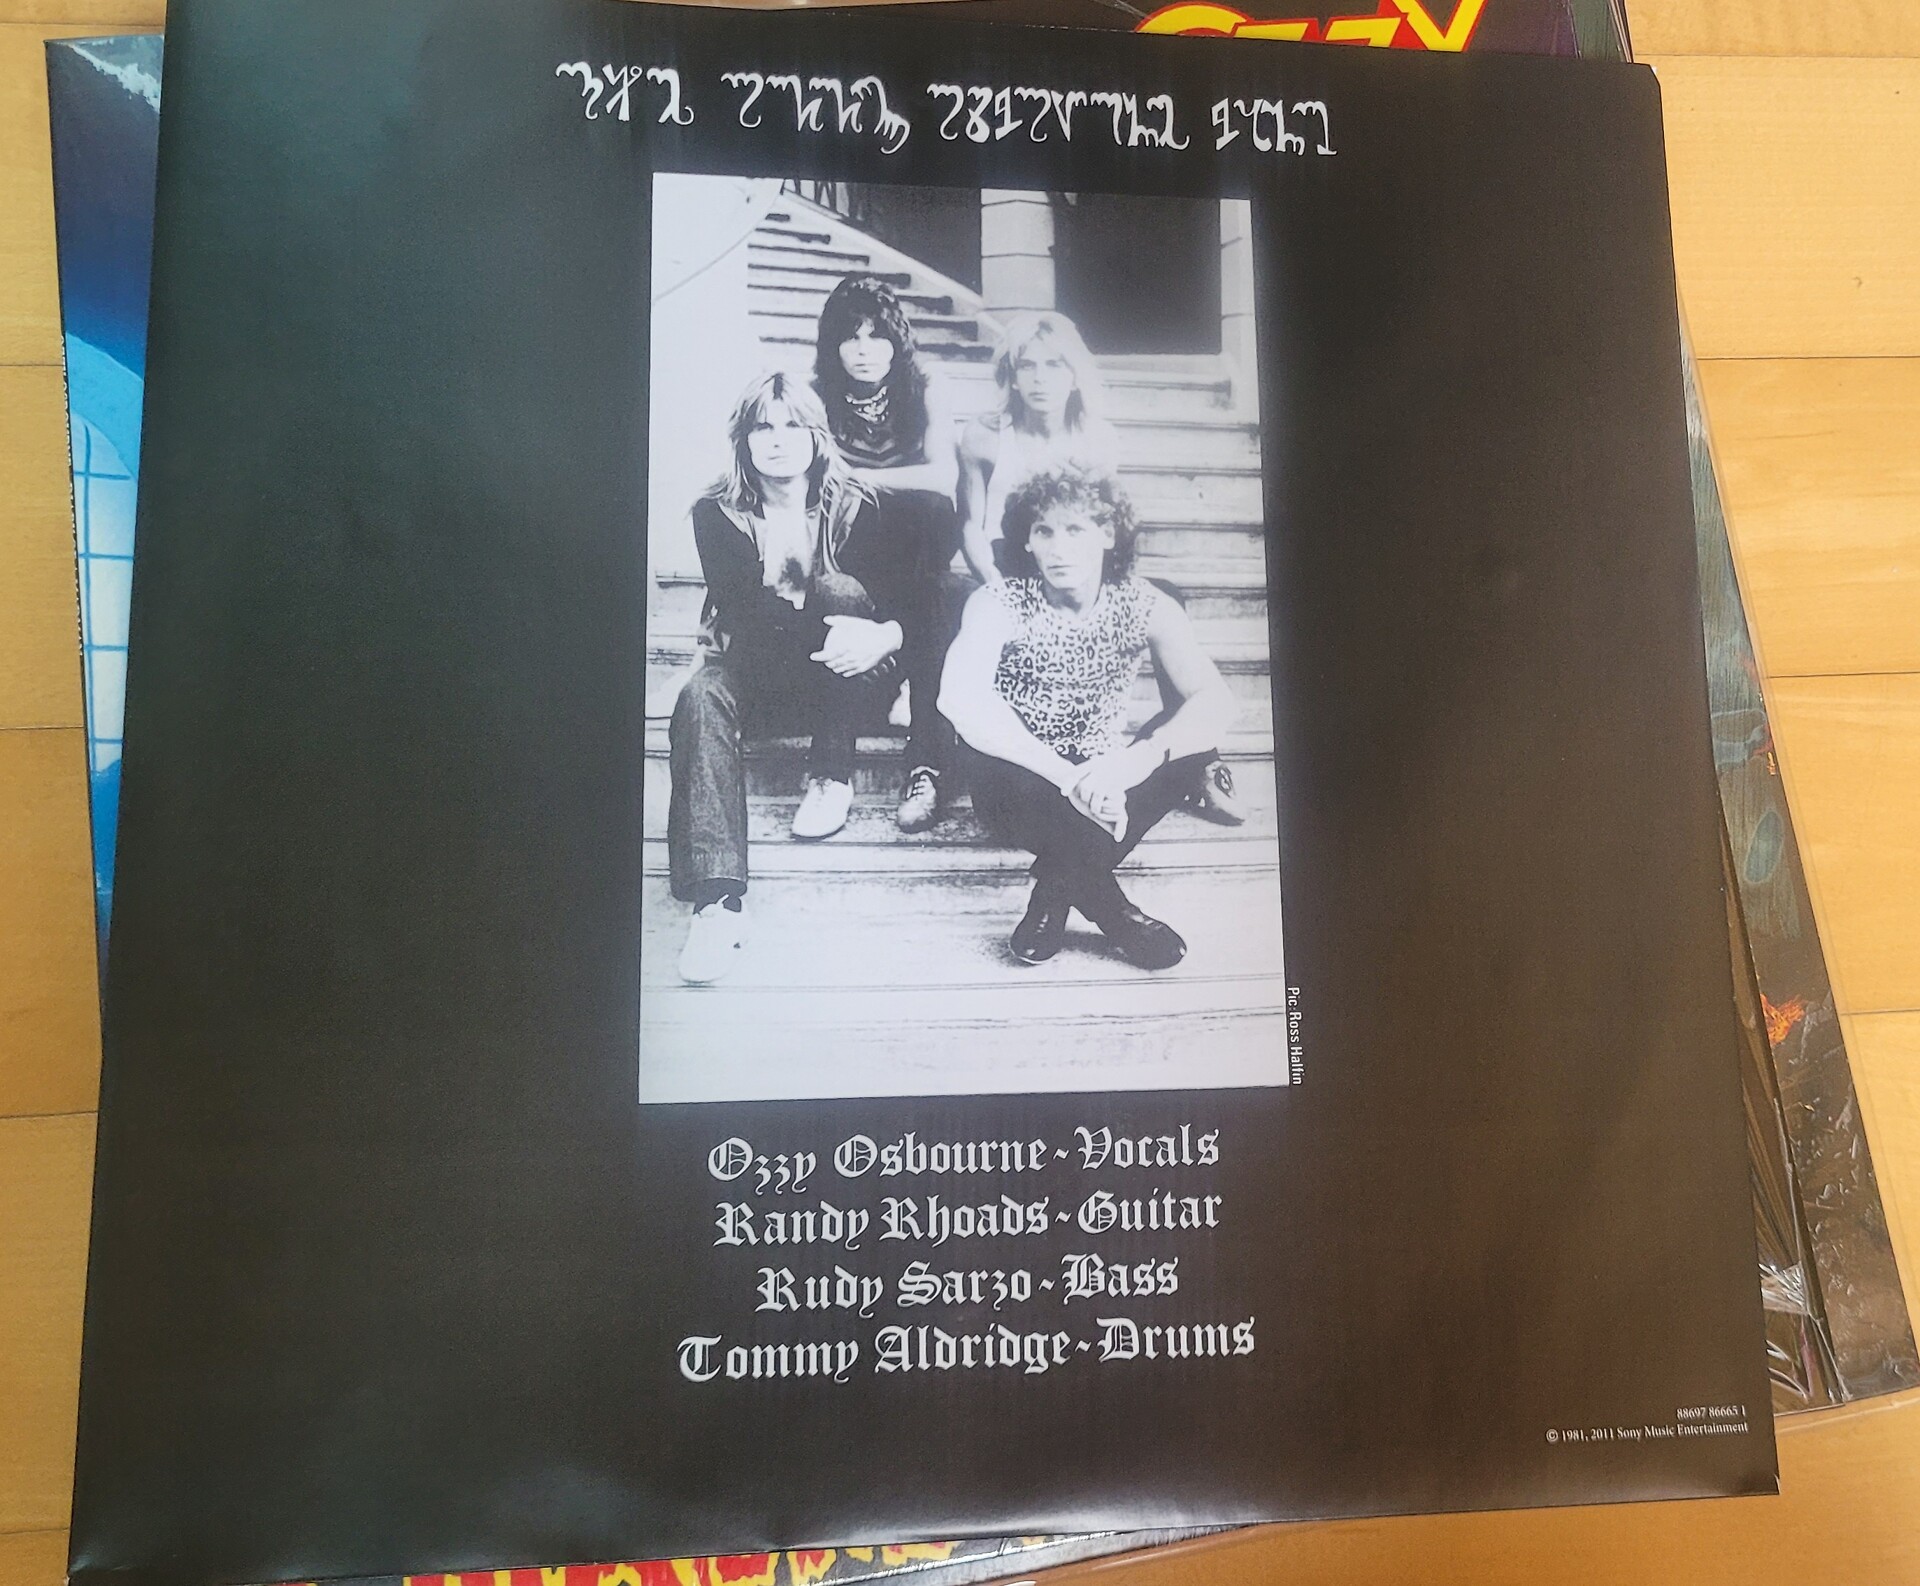 OZZY
Pic: Ross Halfin
Ozzy Osbourne~Vocals
Randy Rhoads~Guitar
Rudy Sarzo~Bass
Tommy Aldridge~Drums
88697 86665 1
© 1981, 2011 Sony Music Entertainment